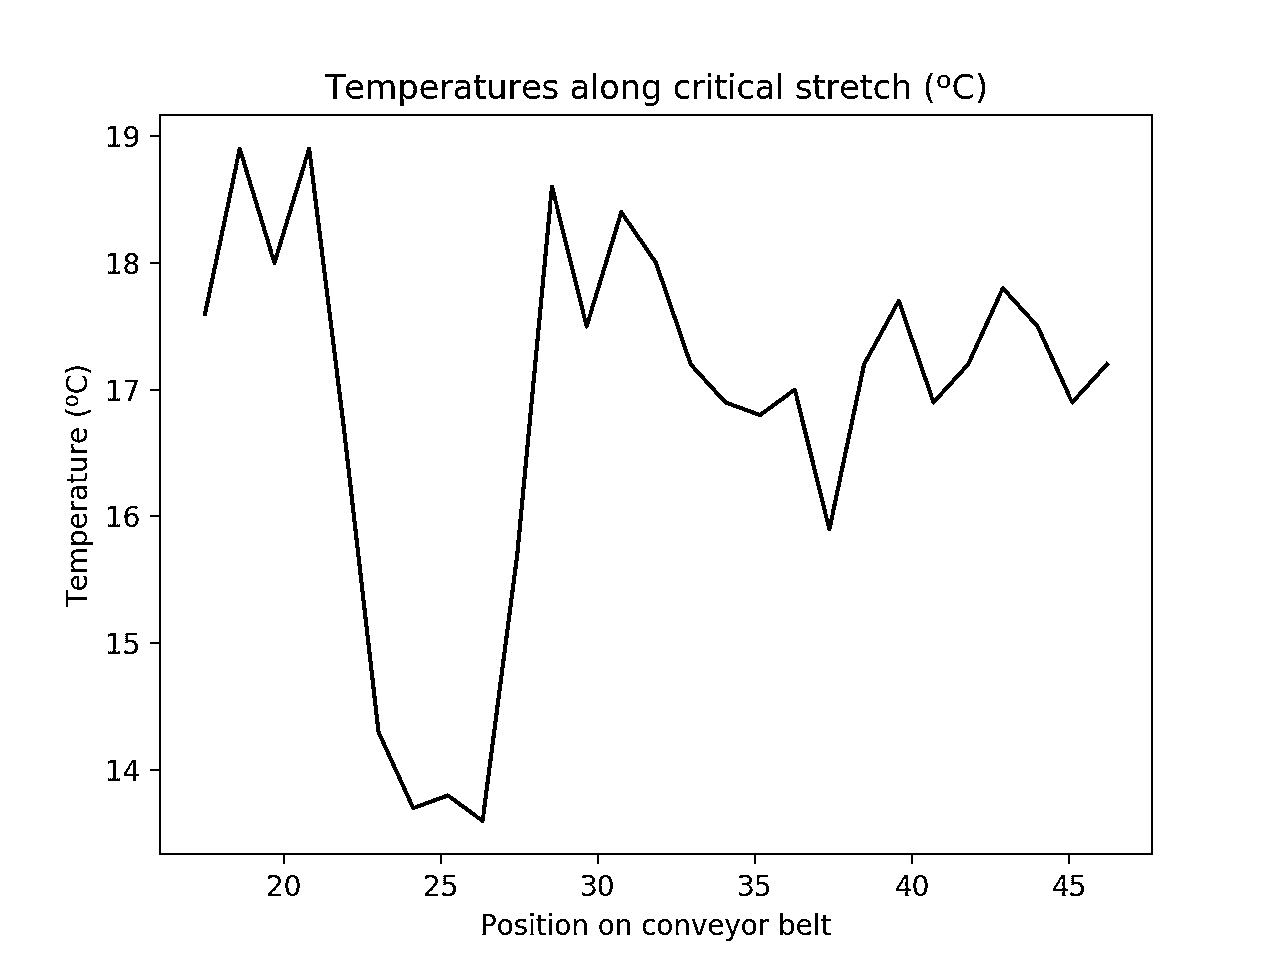 Temperatures along critical stretch (ºC)
19
18
17
16
15
14
Temperature (ºC)
20 25 30 35 40 45
Position on conveyor belt